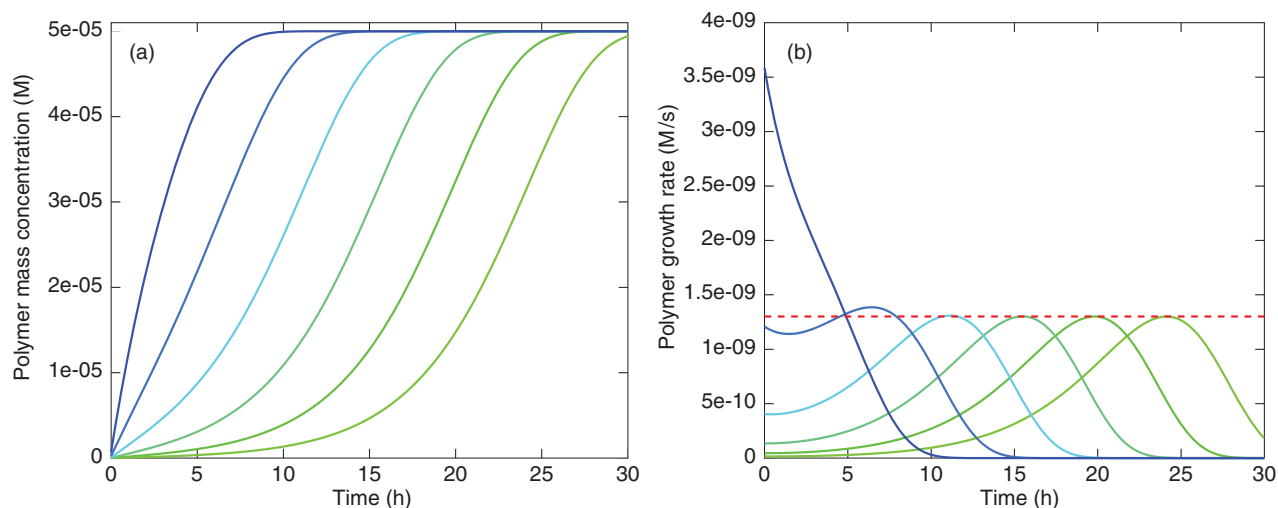 (a)
Polymer mass concentration (M)
5e-05
4e-05
3e-05
2e-05
1e-05
0
0 5 10 15 20 25 30
Time (h)
(b)
Polymer growth rate (M/s)
4e-09
3.5e-09
3e-09
2.5e-09
2e-09
1.5e-09
1e-09
5e-10
0
0 5 10 15 20 25 30
Time (h)